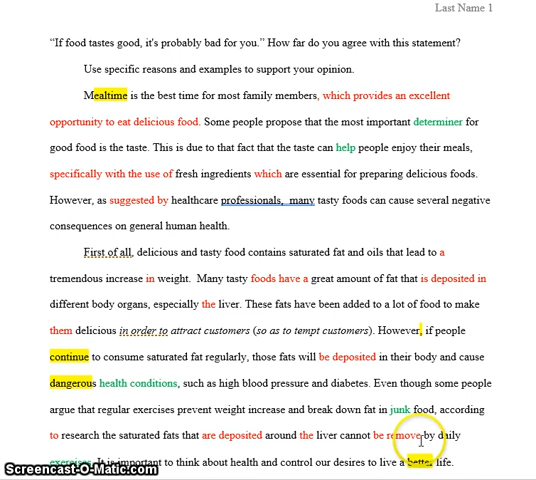 Last Name 1
“If food tastes good, it's probably bad for you.” How far do you agree with this statement?
Use specific reasons and examples to support your opinion.
Mealtime is the best time for most family members, which provides an excellent
opportunity to eat delicious food. Some people propose that the most important determiner for
good food is the taste. This is due to that fact that the taste can help people enjoy their meals,
specifically with the use of fresh ingredients which are essential for preparing delicious foods.
However, as suggested by healthcare professionals, many tasty foods can cause several negative
consequences on general human health.
First of all, delicious and tasty food contains saturated fat and oils that lead to a
tremendous increase in weight. Many tasty foods have a great amount of fat that is deposited in
different body organs, especially the liver. These fats have been added to a lot of food to make
them delicious in order to attract customers (so as to tempt customers). However, if people
continue to consume saturated fat regularly, those fats will be deposited in their body and cause
dangerous health conditions, such as high blood pressure and diabetes. Even though some people
argue that regular exercises prevent weight increase and break down fat in junk food, according
to research the saturated fats that are deposited around the liver cannot be remove by daily
exercises. It is important to think about health and control our desires to live a better life.
Screencast-O-Matic.com